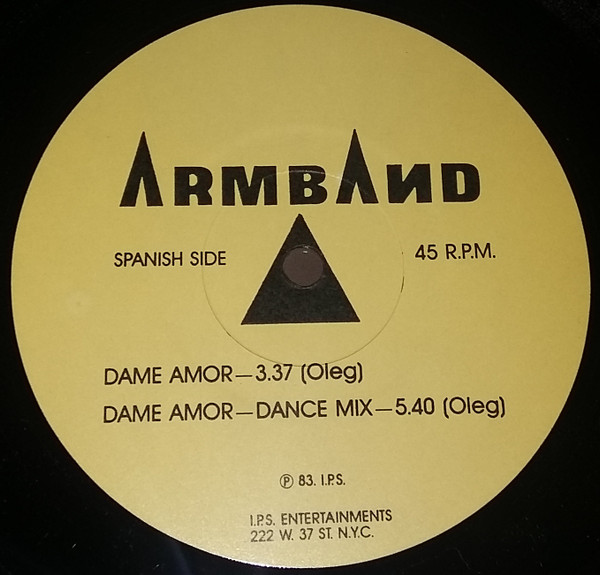 ARMBAND
SPANISH SIDE
45 R.P.M.
DAME AMOR—3.37 (Oleg)
DAME AMOR—DANCE MIX—5.40 (Oleg)
℗ 83. I.P.S.
I.P.S. ENTERTAINMENTS
222 W. 37 ST. N.Y.C.